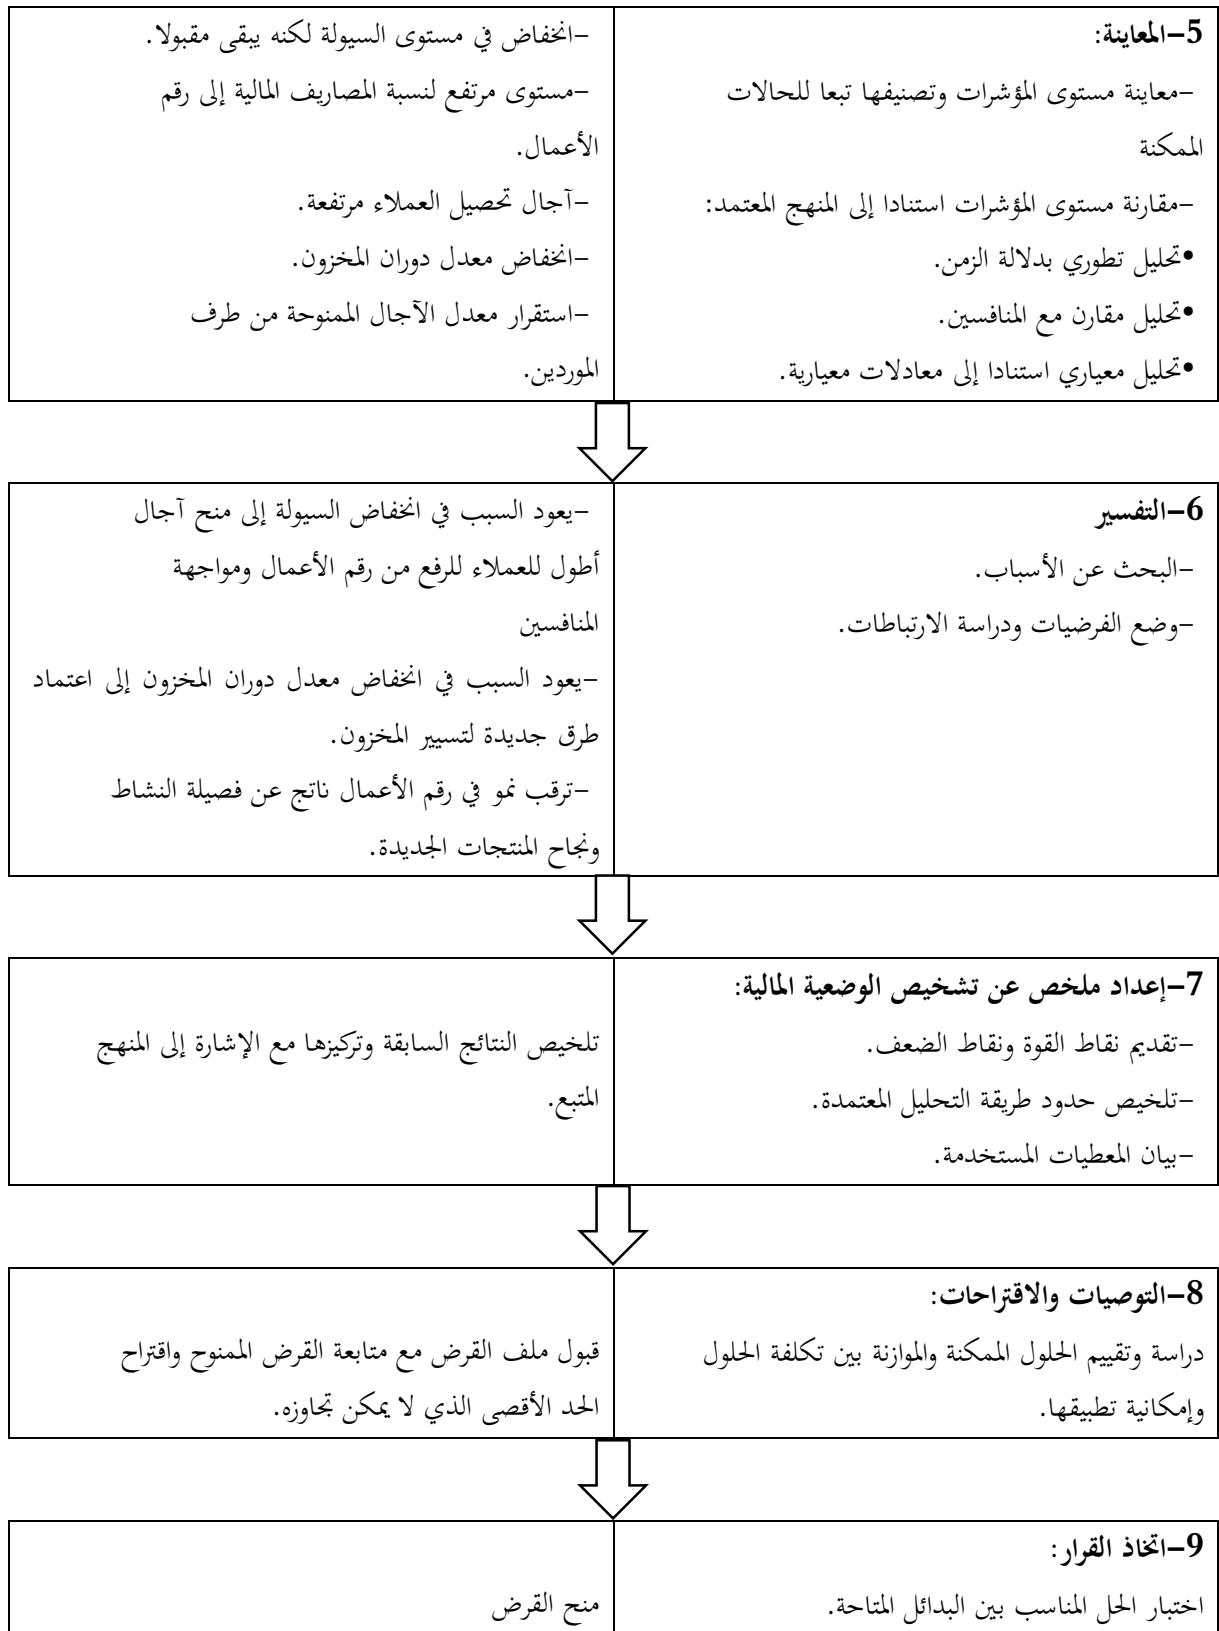 5–المعاينة:
–معاينة مستوى المؤشرات وتصنيفها تبعا للحالات
الممكنة
–مقارنة مستوى المؤشرات استنادا إلى المنهج المعتمد:
•تحليل تطوري بدلالة الزمن.
•تحليل مقارن مع المنافسين.
•تحليل معياري استنادا إلى معادلات معيارية.
–انخفاض في مستوى السيولة لكنه يبقى مقبولا.
–مستوى مرتفع لنسبة المصاريف المالية إلى رقم
الأعمال.
–آجال تحصيل العملاء مرتفعة.
–انخفاض معدل دوران المخزون.
–استقرار معدل الآجال الممنوحة من طرف
الموردين.
6–التفسير
–البحث عن الأسباب.
–وضع الفرضيات ودراسة الارتباطات.
–يعود السبب في انخفاض السيولة إلى منح آجال
أطول للعملاء للرفع من رقم الأعمال ومواجهة
المنافسين
–يعود السبب في انخفاض معدل دوران المخزون إلى اعتماد
طرق جديدة لتسيير المخزون.
–ترقب نمو في رقم الأعمال ناتج عن فصيلة النشاط
ونجاح المنتجات الجديدة.
7–إعداد ملخص عن تشخيص الوضعية المالية:
–تقديم نقاط القوة ونقاط الضعف.
–تلخيص حدود طريقة التحليل المعتمدة.
–بيان المعطيات المستخدمة.
تلخيص النتائج السابقة وتركيزها مع الإشارة إلى المنهج
المتبع.
8–التوصيات والاقتراحات:
دراسة وتقييم الحلول الممكنة والموازنة بين تكلفة الحلول
وإمكانية تطبيقها.
قبول ملف القرض مع متابعة القرض الممنوح واقتراح
الحد الأقصى الذي لا يمكن تجاوزه.
9–اتخاذ القرار:
اختبار الحل المناسب بين البدائل المتاحة.
منح القرض